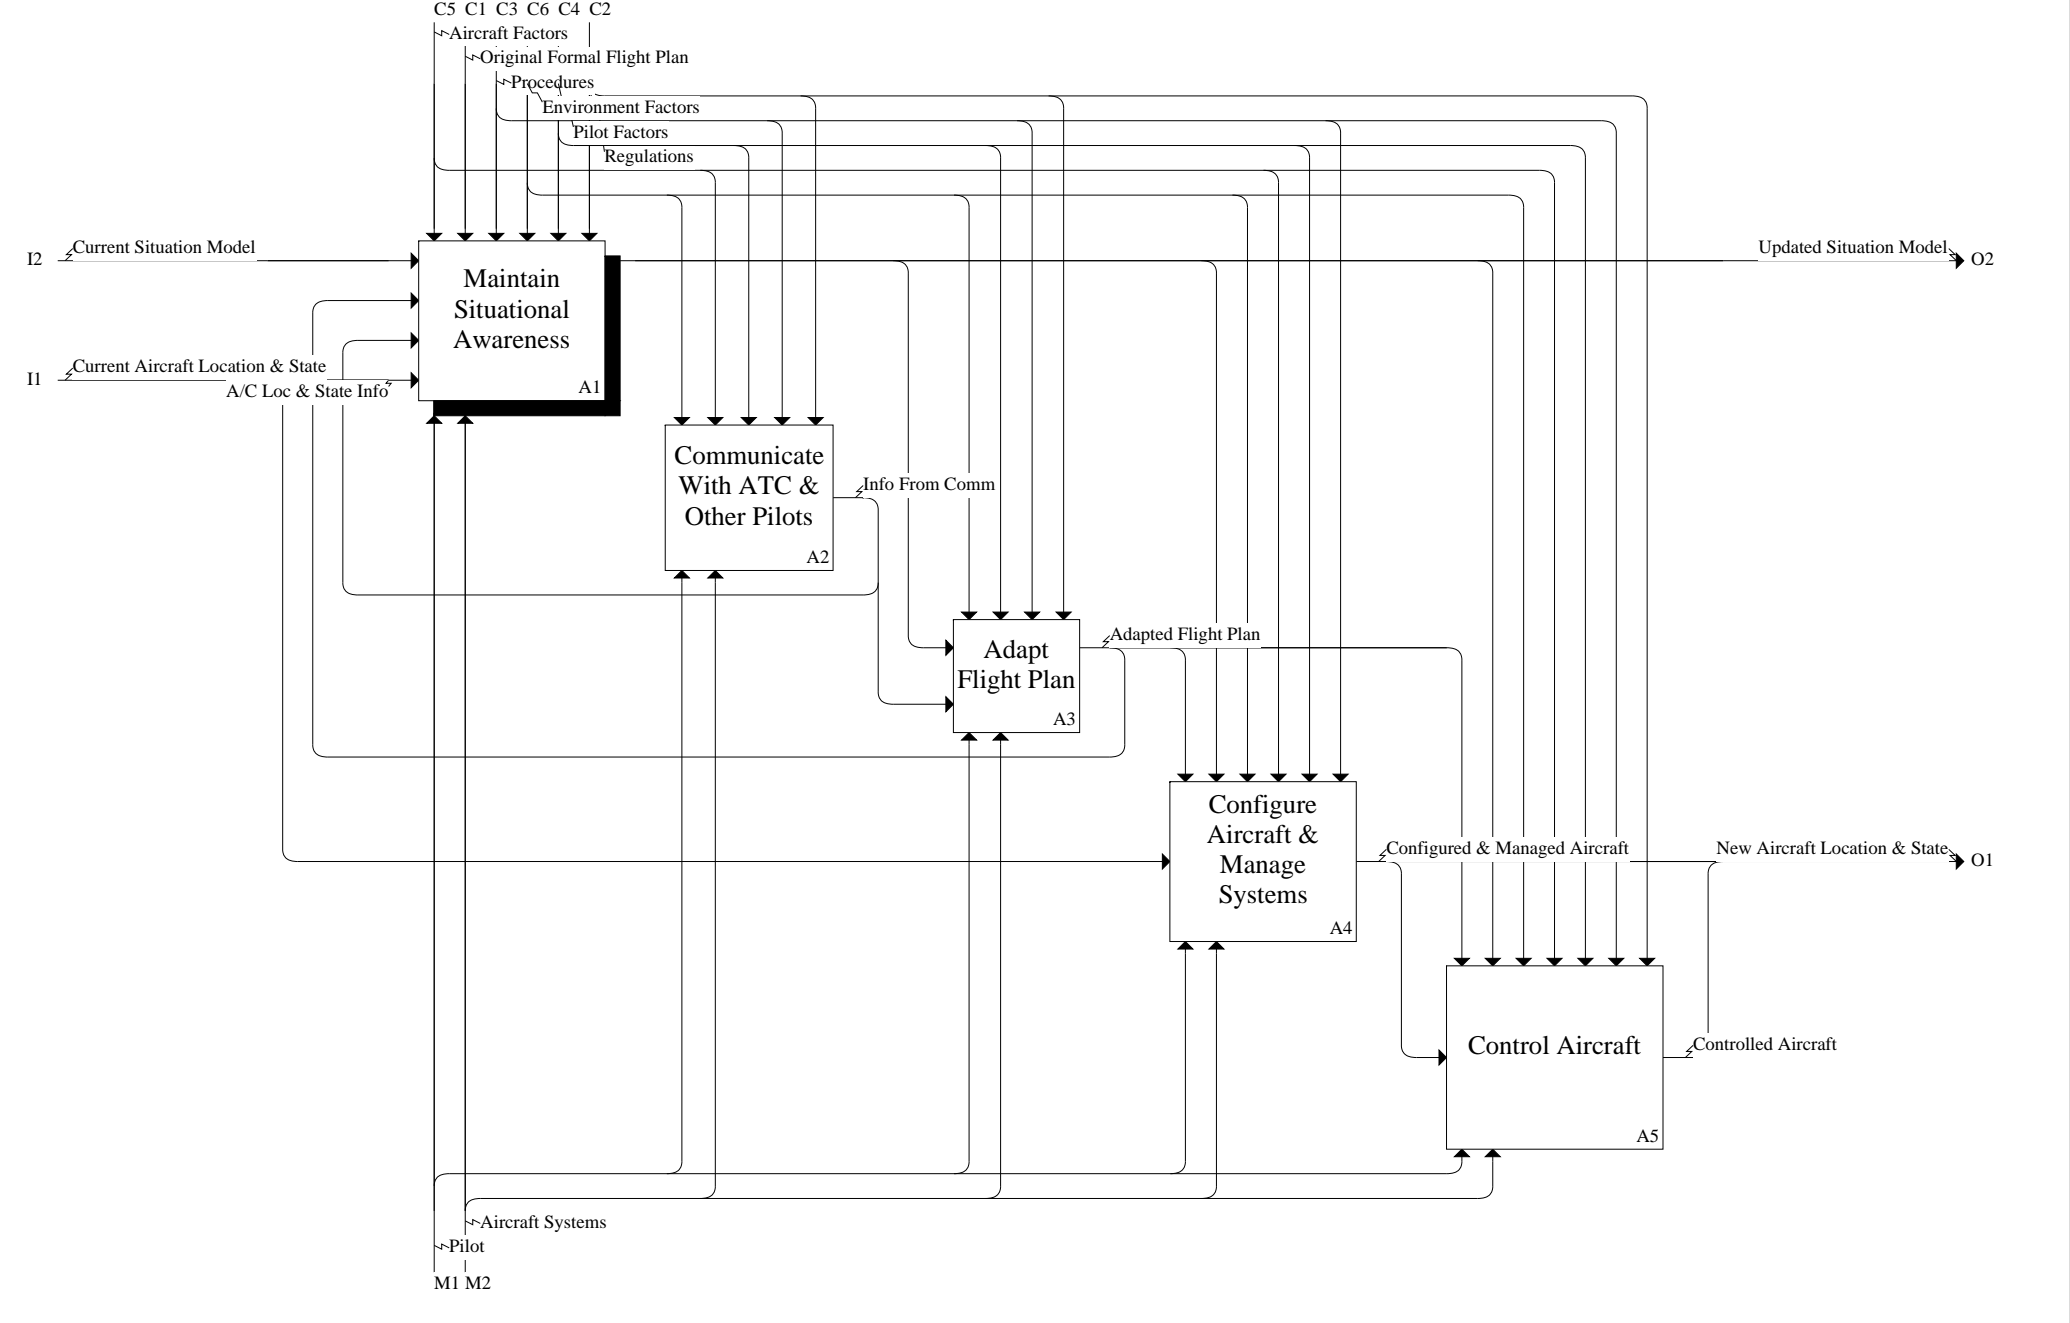 C5 C1 C3 C6 C4 C2
Aircraft Factors
Original Formal Flight Plan
Procedures
Environment Factors
Pilot Factors
Regulations
I2
Current Situation Model
Updated Situation Model
O2
Maintain
Situational
Awareness
A1
I1
Current Aircraft Location & State
A/C Loc & State Info
Communicate
With ATC &
Other Pilots
A2
Info From Comm
Adapt
Flight Plan
A3
Adapted Flight Plan
Configure
Aircraft &
Manage
Systems
A4
Configured & Managed Aircraft
New Aircraft Location & State
O1
Control Aircraft
A5
Controlled Aircraft
Aircraft Systems
Pilot
M1 M2